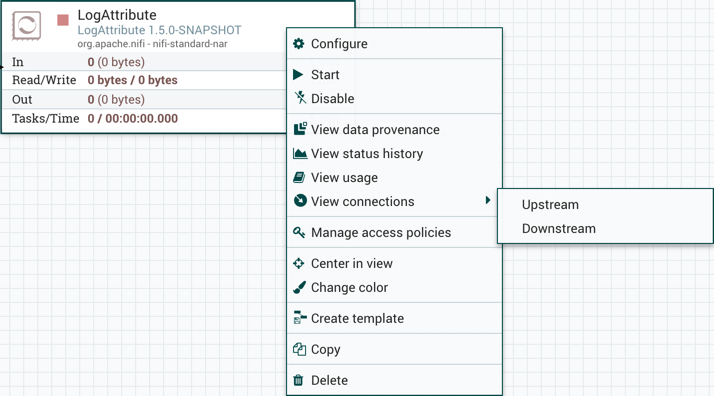 LogAttribute
LogAttribute 1.5.0-SNAPSHOT
org.apache.nifi - nifi-standard-nar
In 0 (0 bytes)
Read/Write 0 bytes / 0 bytes
Out 0 (0 bytes)
Tasks/Time 0 / 00:00:00.000
Configure
Start
Disable
View data provenance
View status history
View usage
View connections
Upstream
Downstream
Manage access policies
Center in view
Change color
Create template
Copy
Delete